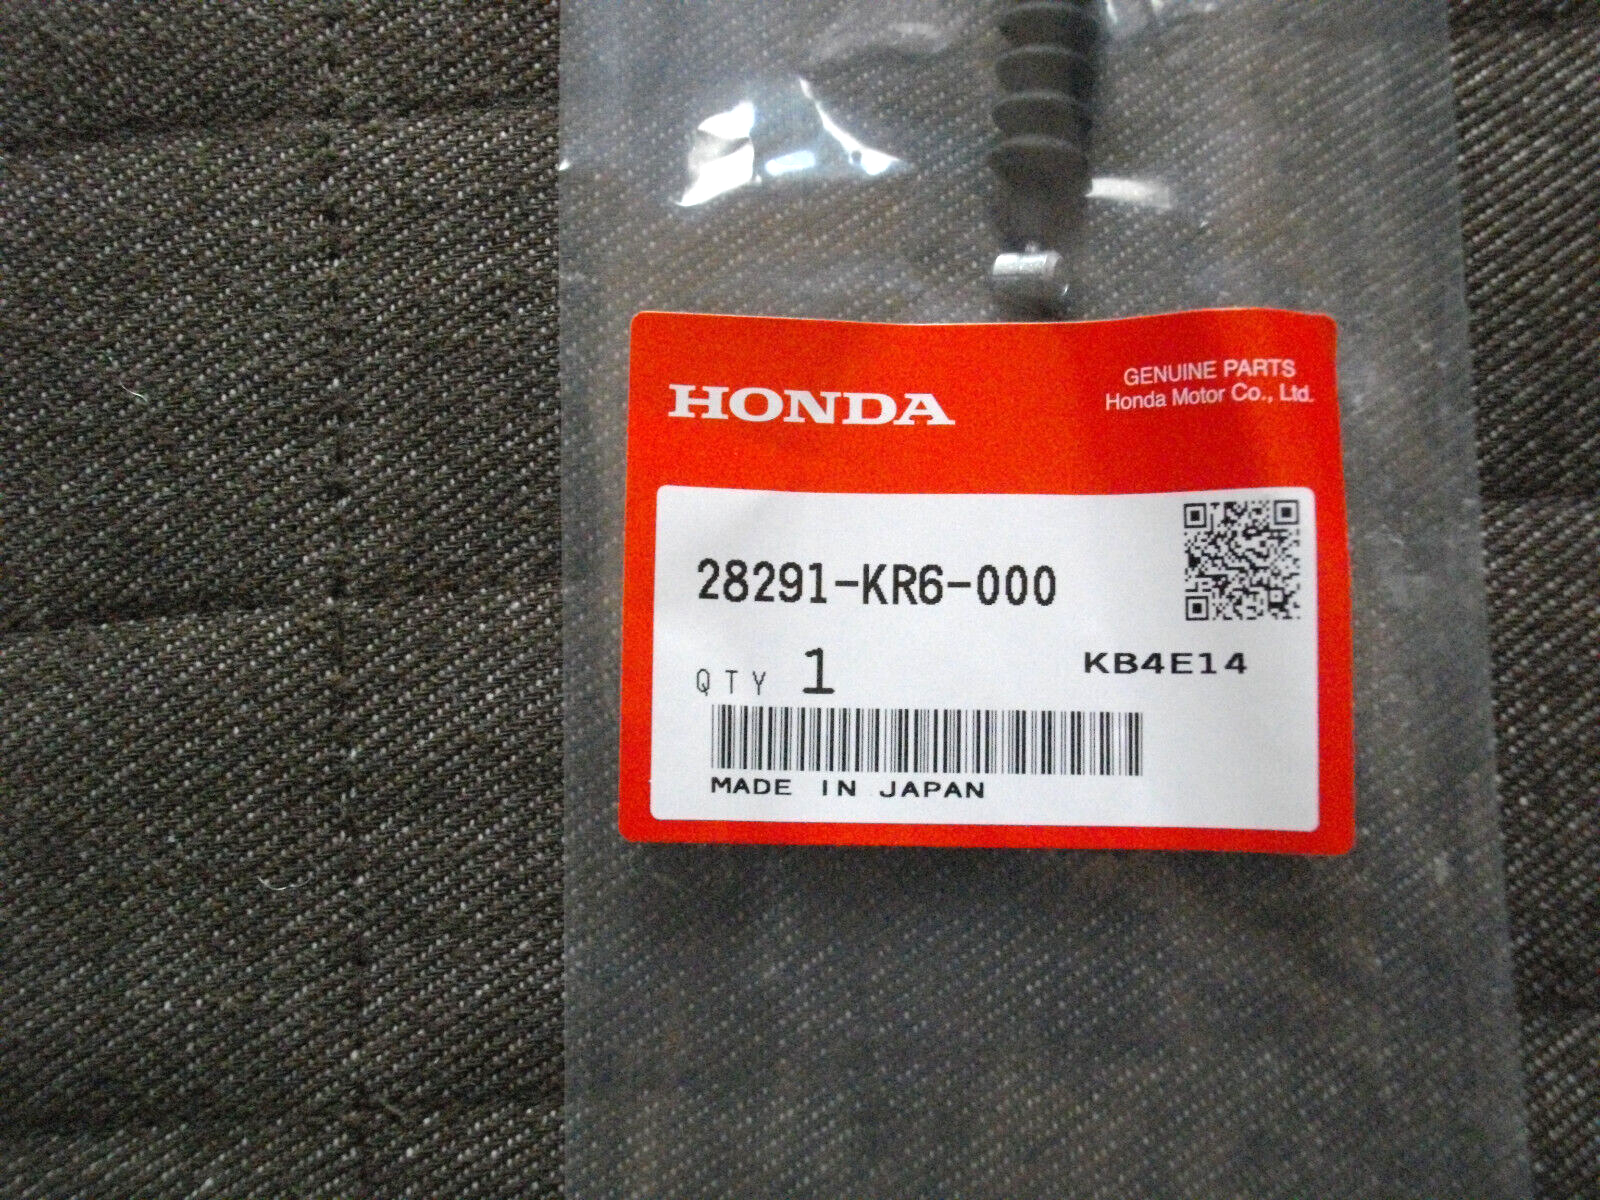 HONDA
GENUINE PARTS
Honda Motor Co., Ltd.
28291-KR6-000
QTY 1
KB4E14
MADE IN JAPAN